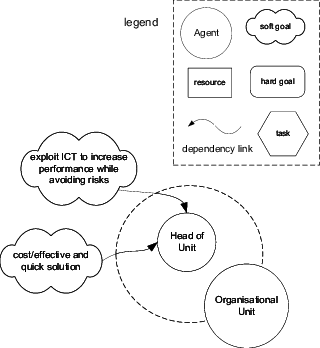 legend
Agent
soft goal
resource
hard goal
dependency link
task
exploit ICT to increase
performance while
avoiding risks
cost/effective and
quick solution
Head of
Unit
Organisational
Unit